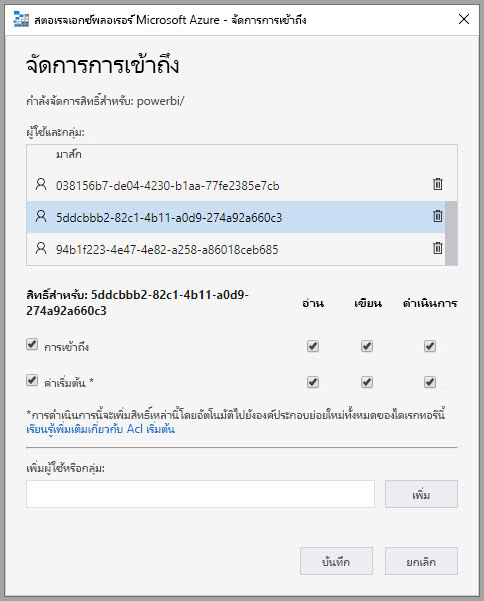 สตอเรจเอกซ์พลอเรอร์ Microsoft Azure - จัดการการเข้าถึง
จัดการการเข้าถึง
กำลังจัดการสิทธิ์สำหรับ: powerbi/
ผู้ใช้และกลุ่ม:
มาส์ก
038156b7-de04-4230-b1aa-77fe2385e7cb
5ddcbbb2-82c1-4b11-a0d9-274a92a660c3
94b1f223-4e47-4e82-a258-a86018ceb685
สิทธิ์สำหรับ: 5ddcbbb2-82c1-4b11-a0d9-
274a92a660c3
อ่าน เขียน ดำเนินการ
การเข้าถึง
ค่าเริ่มต้น *
*การดำเนินการนี้จะเพิ่มสิทธิ์เหล่านี้โดยอัตโนมัติไปยังองค์ประกอบย่อยใหม่ทั้งหมดของไดเรกทอรีนี้
เรียนรู้เพิ่มเติมเกี่ยวกับ Acl เริ่มต้น
เพิ่มผู้ใช้หรือกลุ่ม:
เพิ่ม
บันทึก ยกเลิก